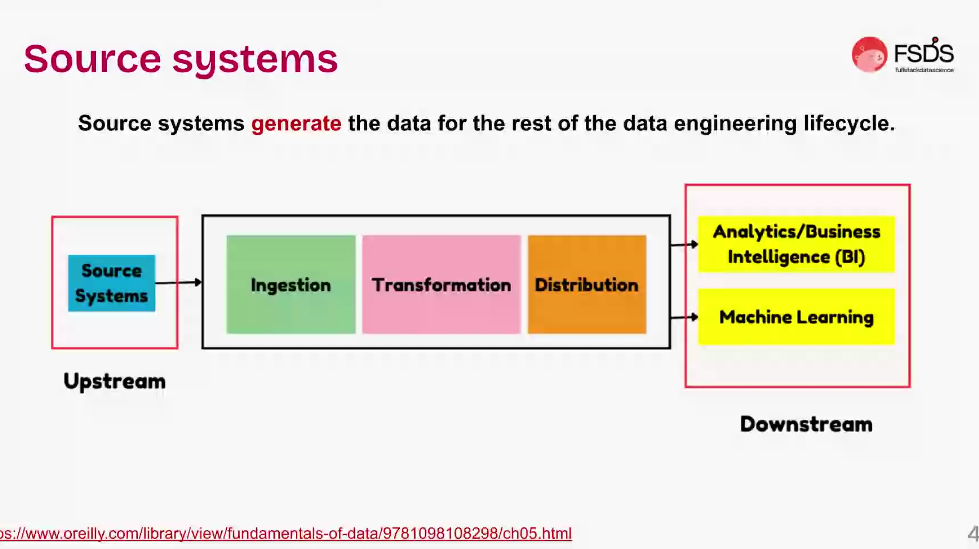 Source systems
FSDS
fullstackdatascience
Source systems generate the data for the rest of the data engineering lifecycle.
Source
Systems
Upstream
Ingestion
Transformation
Distribution
Analytics/Business
Intelligence (BI)
Machine Learning
Downstream
ps://www.oreilly.com/library/view/fundamentals-of-data/9781098108298/ch05.html
4